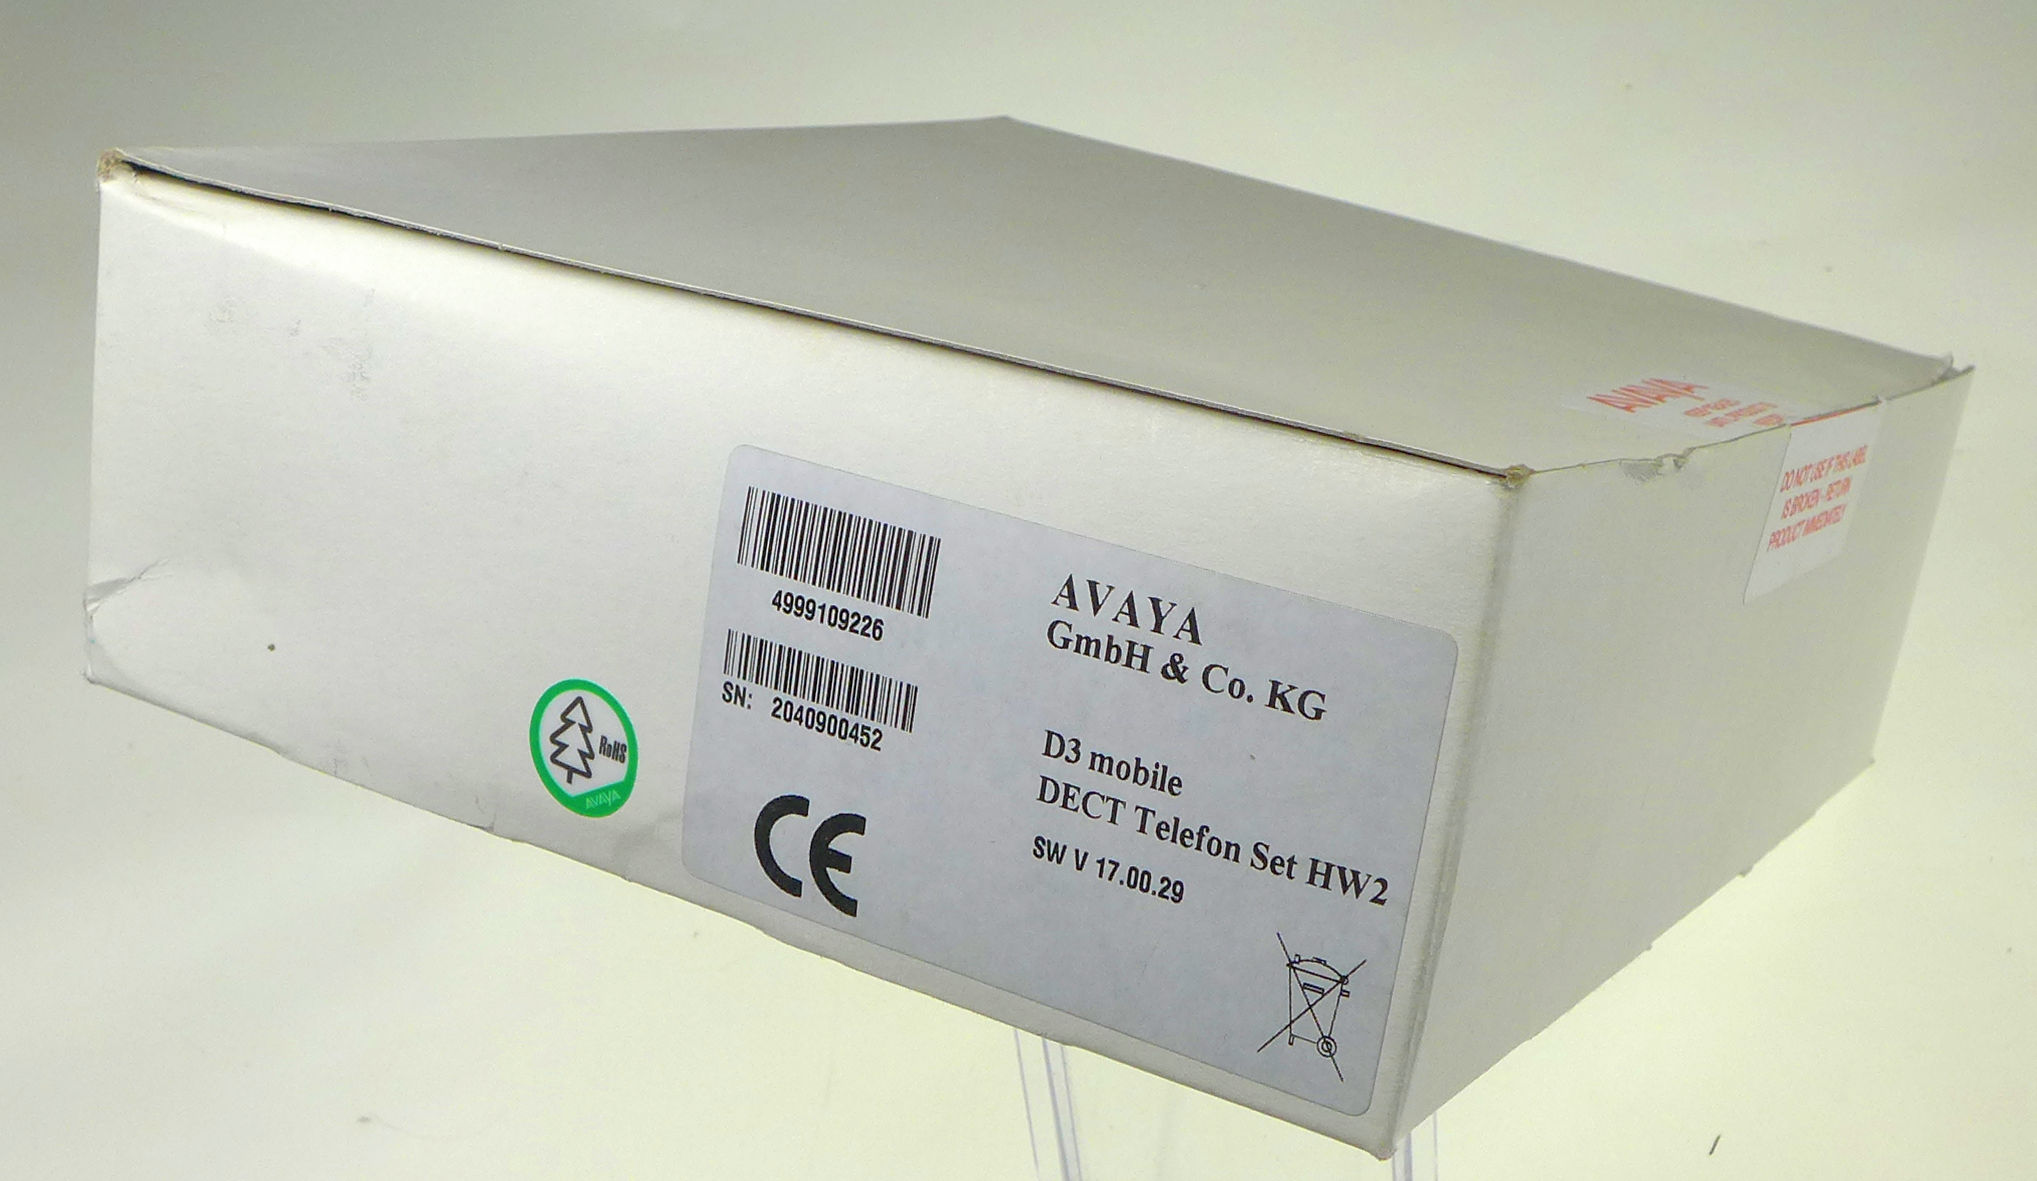 4999109226
SN: 2040900452
AVAYA
GmbH & Co. KG
D3 mobile
DECT Telefon Set HW2
SW V 17.00.29
CE
RoHS
AVAYA
AVAYA
DO NOT USE IF THIS LABEL
IS BROKEN - RETURN
PRODUCT IMMEDIATELY